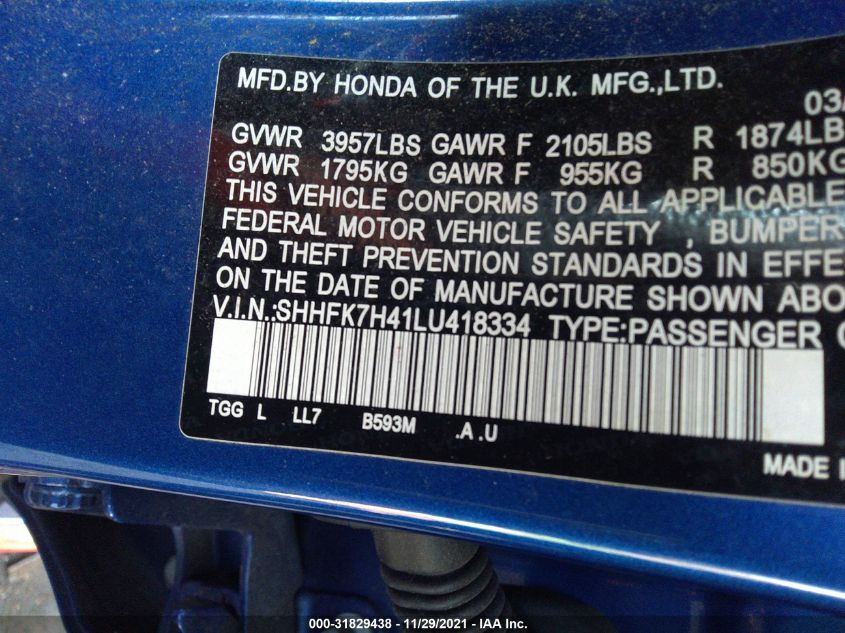 MFD.BY HONDA OF THE U.K. MFG.,LTD.
03/
GVWR 3957LBS GAWR F 2105LBS R 1874LB
GVWR 1795KG GAWR F 955KG R 850KG
THIS VEHICLE CONFORMS TO ALL APPLICABLE
FEDERAL MOTOR VEHICLE SAFETY , BUMPER
AND THEFT PREVENTION STANDARDS IN EFFE
ON THE DATE OF MANUFACTURE SHOWN ABO
V.I.N.:SHHFK7H41LU418334 TYPE:PASSENGER C
TGG L LL7 B593M .A .U
MADE I
000-31829438 - 11/29/2021 - IAA Inc.